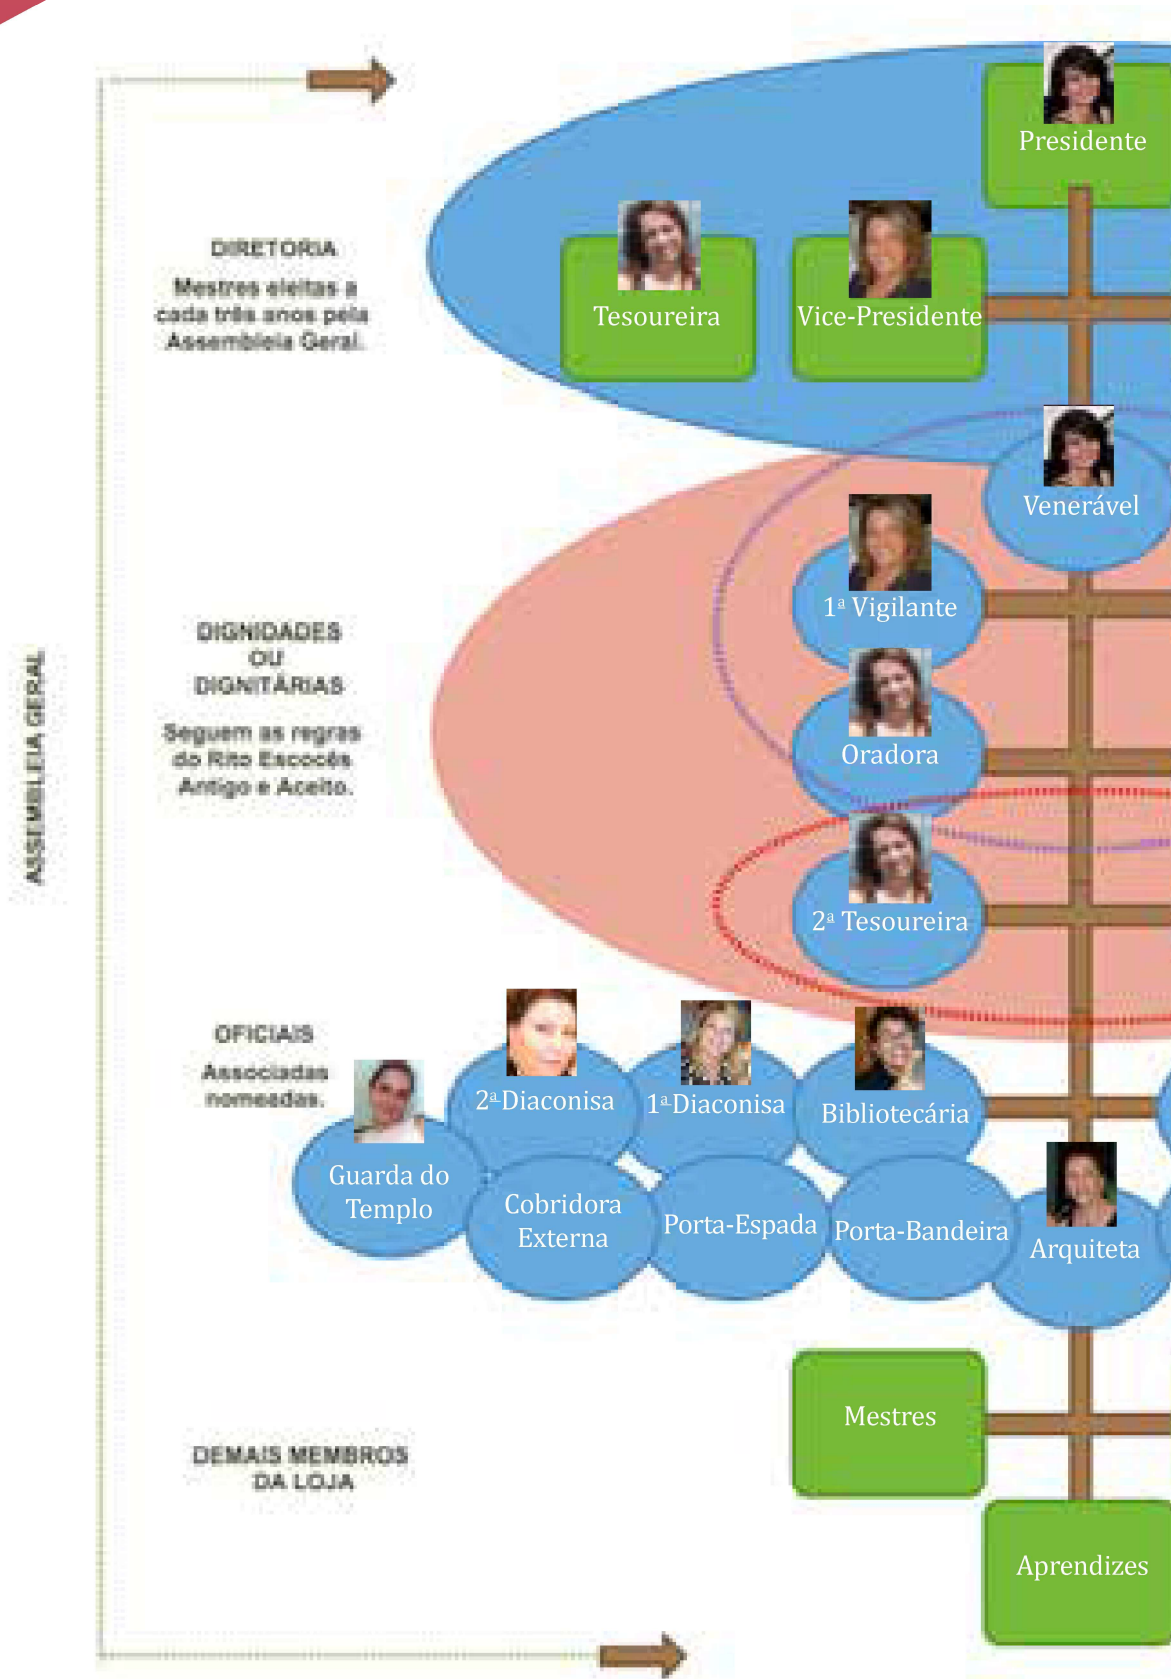 Presidente
DIRETORIA
Mestres eleitas a
cada três anos pela
Assembleia Geral.
Tesoureira
Vice-Presidente
Venerável
1ª Vigilante
DIGNIDADES
OU
DIGNITÁRIAS
Seguem as regras
do Rito Escocês
Antigo e Aceito.
Oradora
ASSEMBLEIA GERAL
2ª Tesoureira
OFICIAIS
Associadas
nomeadas.
2ª Diaconisa
1ª Diaconisa
Bibliotecária
Guarda do
Templo
Cobridora
Externa
Porta-Espada
Porta-Bandeira
Arquiteta
Mestres
DEMAIS MEMBROS
DA LOJA
Aprendizes